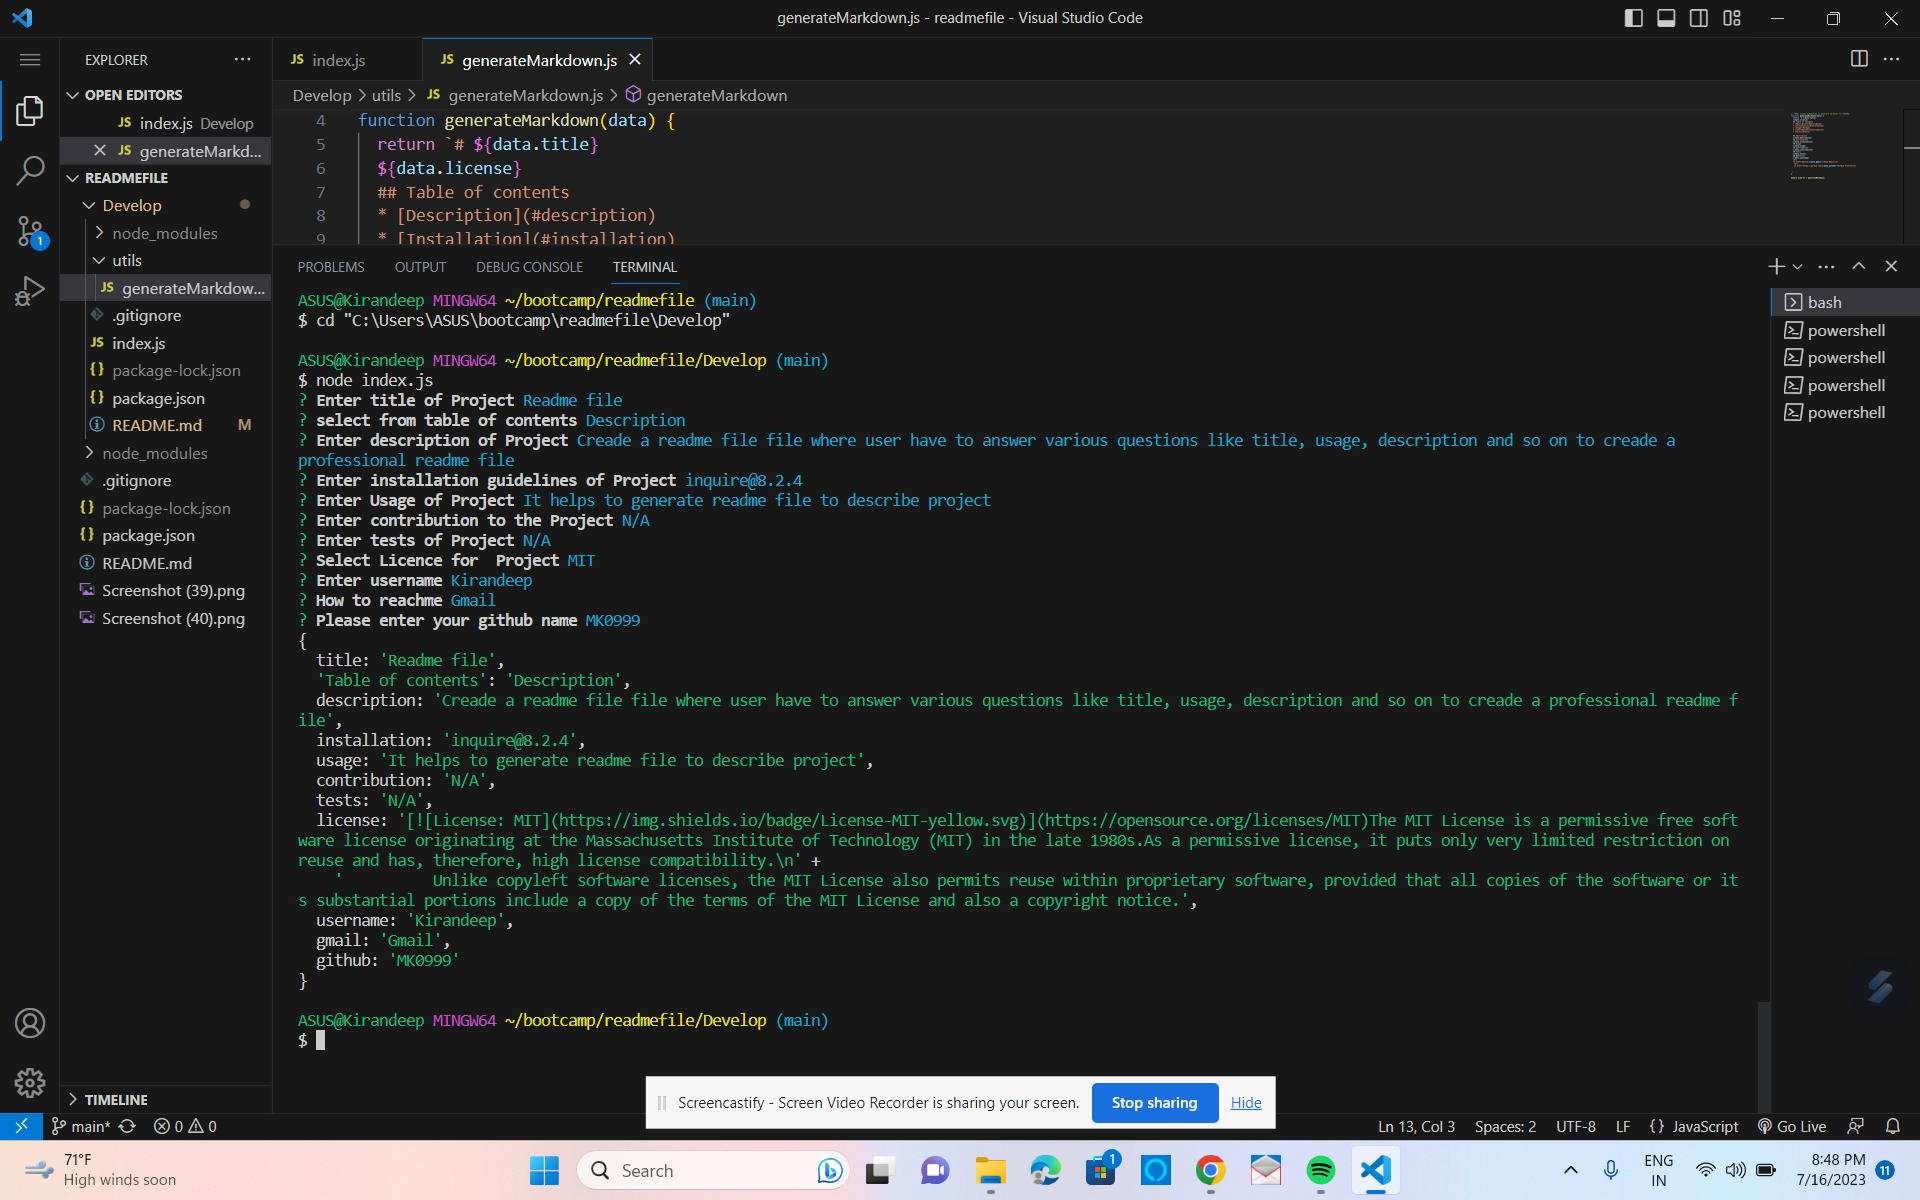 generateMarkdown.js - readmefile - Visual Studio Code
EXPLORER
OPEN EDITORS
JS index.js Develop
JS generateMarkd...
READMEFILE
Develop
node_modules
utils
JS generateMarkdow...
.gitignore
JS index.js
{} package-lock.json
{} package.json
README.md M
node_modules
.gitignore
{} package-lock.json
{} package.json
README.md
Screenshot (39).png
Screenshot (40).png
TIMELINE
1
JS index.js
JS generateMarkdown.js
Develop > utils > JS generateMarkdown.js > generateMarkdown
4 function generateMarkdown(data) {
5 return `# ${data.title}
6 ${data.license}
7 ## Table of contents
8 * [Description](#description)
9 * [Installation](#installation)
PROBLEMS OUTPUT DEBUG CONSOLE TERMINAL
ASUS@Kirandeep MINGW64 ~/bootcamp/readmefile (main)
$ cd "C:\Users\ASUS\bootcamp\readmefile\Develop"
ASUS@Kirandeep MINGW64 ~/bootcamp/readmefile/Develop (main)
$ node index.js
? Enter title of Project Readme file
? select from table of contents Description
? Enter description of Project Create a readme file file where user have to answer various questions like title, usage, description and so on to create a
professional readme file
? Enter installation guidelines of Project inquire@8.2.4
? Enter Usage of Project It helps to generate readme file to describe project
? Enter contribution to the Project N/A
? Enter tests of Project N/A
? Select Licence for  Project MIT
? Enter username Kirandeep
? How to reachme Gmail
? Please enter your github name MK0999
{
title: 'Readme file',
'Table of contents': 'Description',
description: 'Create a readme file file where user have to answer various questions like title, usage, description and so on to create a professional readme f
ile',
installation: 'inquire@8.2.4',
usage: 'It helps to generate readme file to describe project',
contribution: 'N/A',
tests: 'N/A',
license: '[![License: MIT](https://img.shields.io/badge/License-MIT-yellow.svg)](https://opensource.org/licenses/MIT)The MIT License is a permissive free soft
ware license originating at the Massachusetts Institute of Technology (MIT) in the late 1980s.As a permissive license, it puts only very limited restriction on
reuse and has, therefore, high license compatibility.\n' +
'          Unlike copyleft software licenses, the MIT License also permits reuse within proprietary software, provided that all copies of the software or it
s substantial portions include a copy of the terms of the MIT License and also a copyright notice.',
username: 'Kirandeep',
gmail: 'Gmail',
github: 'MK0999'
}
ASUS@Kirandeep MINGW64 ~/bootcamp/readmefile/Develop (main)
$
bash
powershell
powershell
powershell
powershell
Screencastify - Screen Video Recorder is sharing your screen. Stop sharing Hide
main* 0 0
Ln 13, Col 3 Spaces: 2 UTF-8 LF {} JavaScript Go Live
71°F
High winds soon
Search
1
ENG
IN
8:48 PM
7/16/2023
11